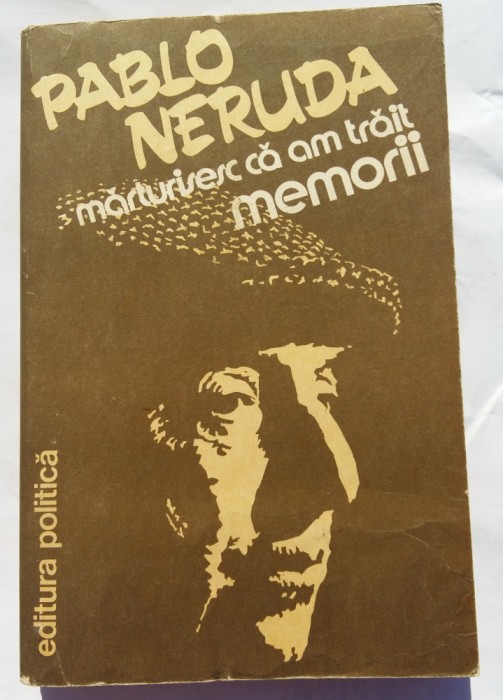 PABLO
NERUDA
mărturisesc că am trăit
memorii
editura politică